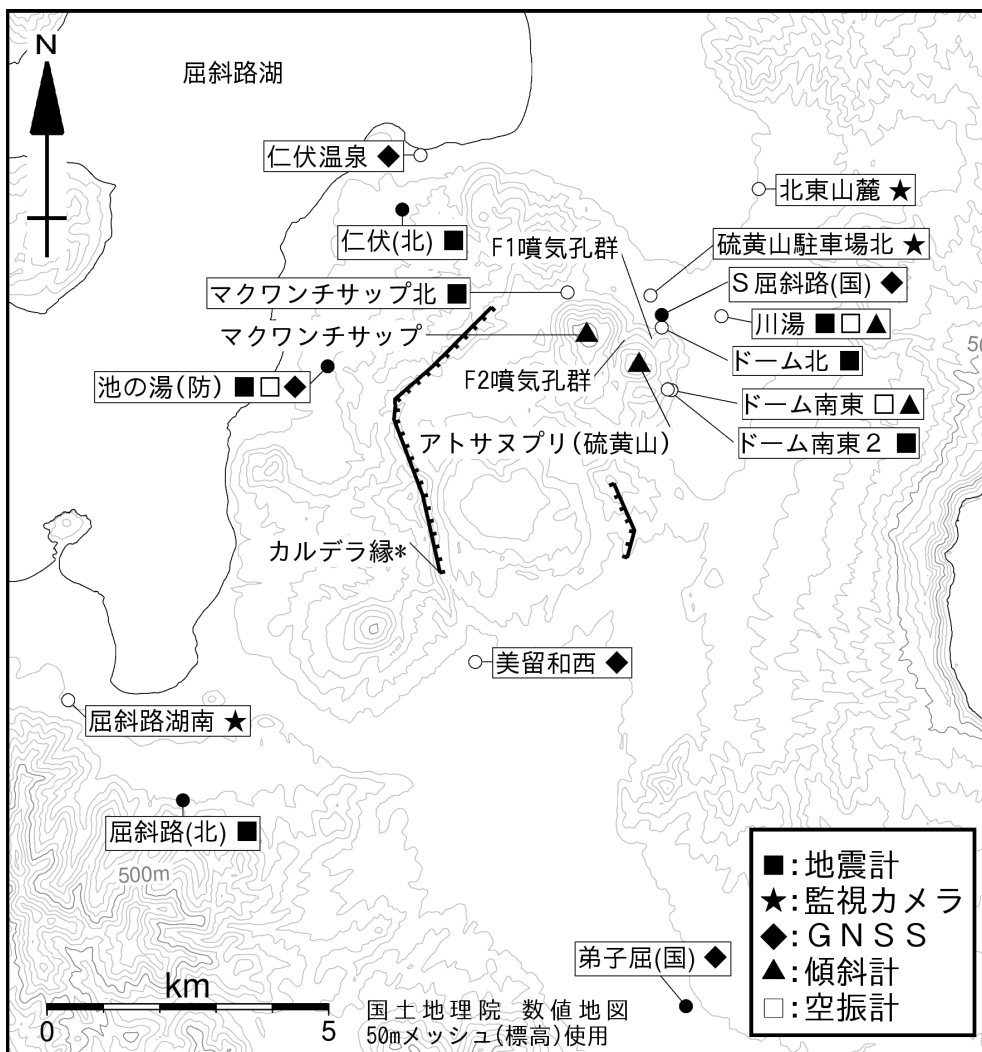 N
屈斜路湖
仁伏温泉 ◆
北東山麓 ★
仁伏(北) ■
F1噴気孔群
硫黄山駐車場北 ★
S屈斜路(国) ◆
マクワンチサップ北 ■
川湯 ■□▲
マクワンチサップ
ドーム北 ■
50
池の湯(防) ■□◆
F2噴気孔群
ドーム南東 □▲
アトサヌプリ(硫黄山)
ドーム南東2 ■
カルデラ縁*
美留和西 ◆
屈斜路湖南 ★
屈斜路(北) ■
500m
■:地震計
★:監視カメラ
◆:GNSS
▲:傾斜計
□:空振計
弟子屈(国) ◆
km
0 5
国土地理院 数値地図
50mメッシュ(標高)使用